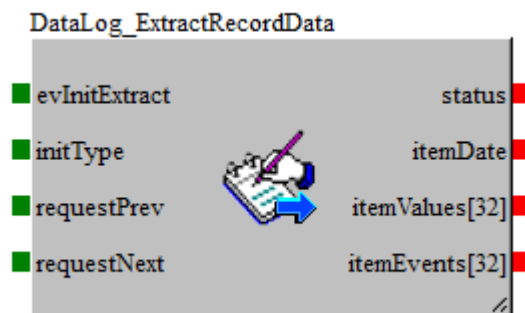 DataLog_ExtractRecordData
evInitExtract
status
initType
itemDate
requestPrev
itemValues[32]
requestNext
itemEvents[32]